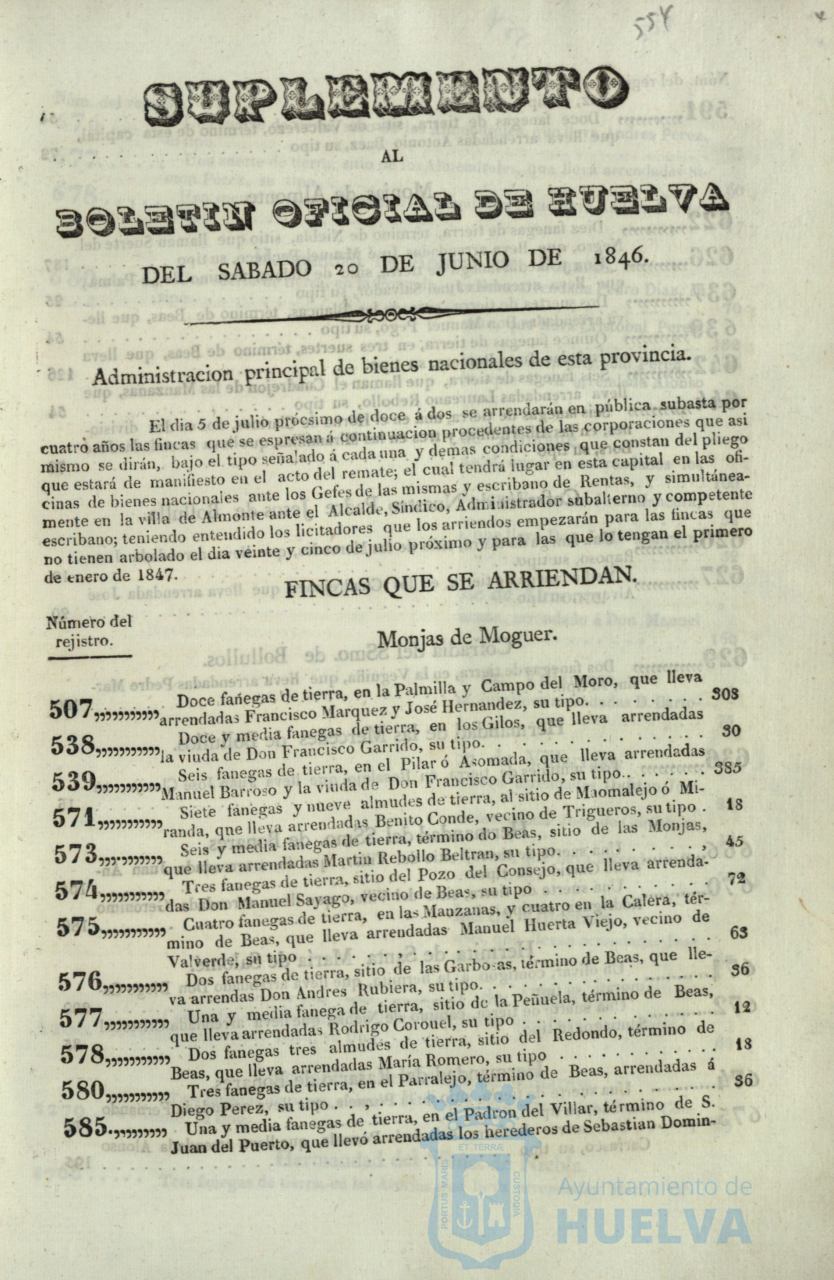 554
SUPLEMENTO
AL
BOLETIN OFICIAL DE HUELVA
DEL SABADO 20 DE JUNIO DE 1846.
Administracion principal de bienes nacionales de esta provincia.
El dia 5 de julio prócsimo de doce á dos se arrendarán en pública subasta por
cuatro años las fincas que se espresan á continuacion procedentes de las corporaciones que asi
mismo se dirán, bajo el tipo señalado á cada una y demas condiciones que constan del pliego
que estará de manifiesto en el acto del remate; el cual tendrá lugar en esta capital en las ofi-
cinas de bienes nacionales ante los Gefes de las mismas y escribano de Rentas, y simultánea-
mente en la villa de Almonte ante el Alcalde, Síndico, Administrador subalterno y competente
escribano; teniendo entendido los licitadores que los arriendos empezarán para las fincas que
no tienen arbolado el dia veinte y cinco de julio próximo y para las que lo tengan el primero
de enero de 1847.
FINCAS QUE SE ARRIENDAN.
Número del
rejistro.
Monjas de Moguer.
507,,,,,,,,,,,, Doce fanegas de tierra, en la Palmilla y Campo del Moro, que lleva
arrendadas Francisco Marquez y José Hernandez, su tipo. . . . . . . . 308
538,,,,,,,,,,,, Doce y media fanegas de tierra, en los Gilos, que lleva arrendadas
la viuda de Don Francisco Garrido, su tipo. . . . . . . . . . . 30
539,,,,,,,,,,,, Seis fanegas de tierra, en el Pilar ó Asomada, que lleva arrendadas
Manuel Barroso y la viuda de Don Francisco Garrido, su tipo. . . . . . 385
571,,,,,,,,,,,, Siete fanegas y nueve almudes de tierra, al sitio de Maomalejo ó Mi-
randa, que lleva arrendadas Benito Conde, vecino de Trigueros, su tipo . 18
573,,,,,,,,,,,, Seis y media fanegas de tierra, término do Beas, sitio de las Monjas,
que lleva arrendadas Martin Rebollo Beltran, su tipo. . . . . . . . 45
574,,,,,,,,,,,, Tres fanegas de tierra, sitio del Pozo del Consejo, que lleva arrenda-
das Don Manuel Sayago, vecino de Beas, su tipo . . . . . . . . . 72
575,,,,,,,,,,,, Cuatro fanegas de tierra, en las Manzanas, y cuatro en la Calera, tér-
mino de Beas, que lleva arrendadas Manuel Huerta Viejo, vecino de
Valverde, su tipo . . . . . . . . . . . . . . . . . . 63
576,,,,,,,,,,,, Dos fanegas de tierra, sitio de las Garbosas, término de Beas, que lle-
va arrendas Don Andres Rubiera, su tipo. . . . . . . . . . . . 36
577,,,,,,,,,,,, Una y media fanega de tierra, sitio de la Peñuela, término de Beas,
que lleva arrendadas Rodrigo Corouel, su tipo . . . . . . . . . 12
578,,,,,,,,,,,, Dos fanegas tres almudes de tierra, sitio del Redondo, término de
Beas, que lleva arrendadas María Romero, su tipo . . . . . . . . 18
580,,,,,,,,,,,, Tres fanegas de tierra, en el Parralejo, término de Beas, arrendadas á
Diego Perez, su tipo . . . . . . . . . . . . . . . . . 36
585.,,,,,,,,,,, Una y media fanegas de tierra, en el Padron del Villar, término de S.
Juan del Puerto, que llevó arrendadas los herederos de Sebastian Domin-
PORTUS MARIS ET TERRÆ CUSTODIA
Ayuntamiento de
HUELVA